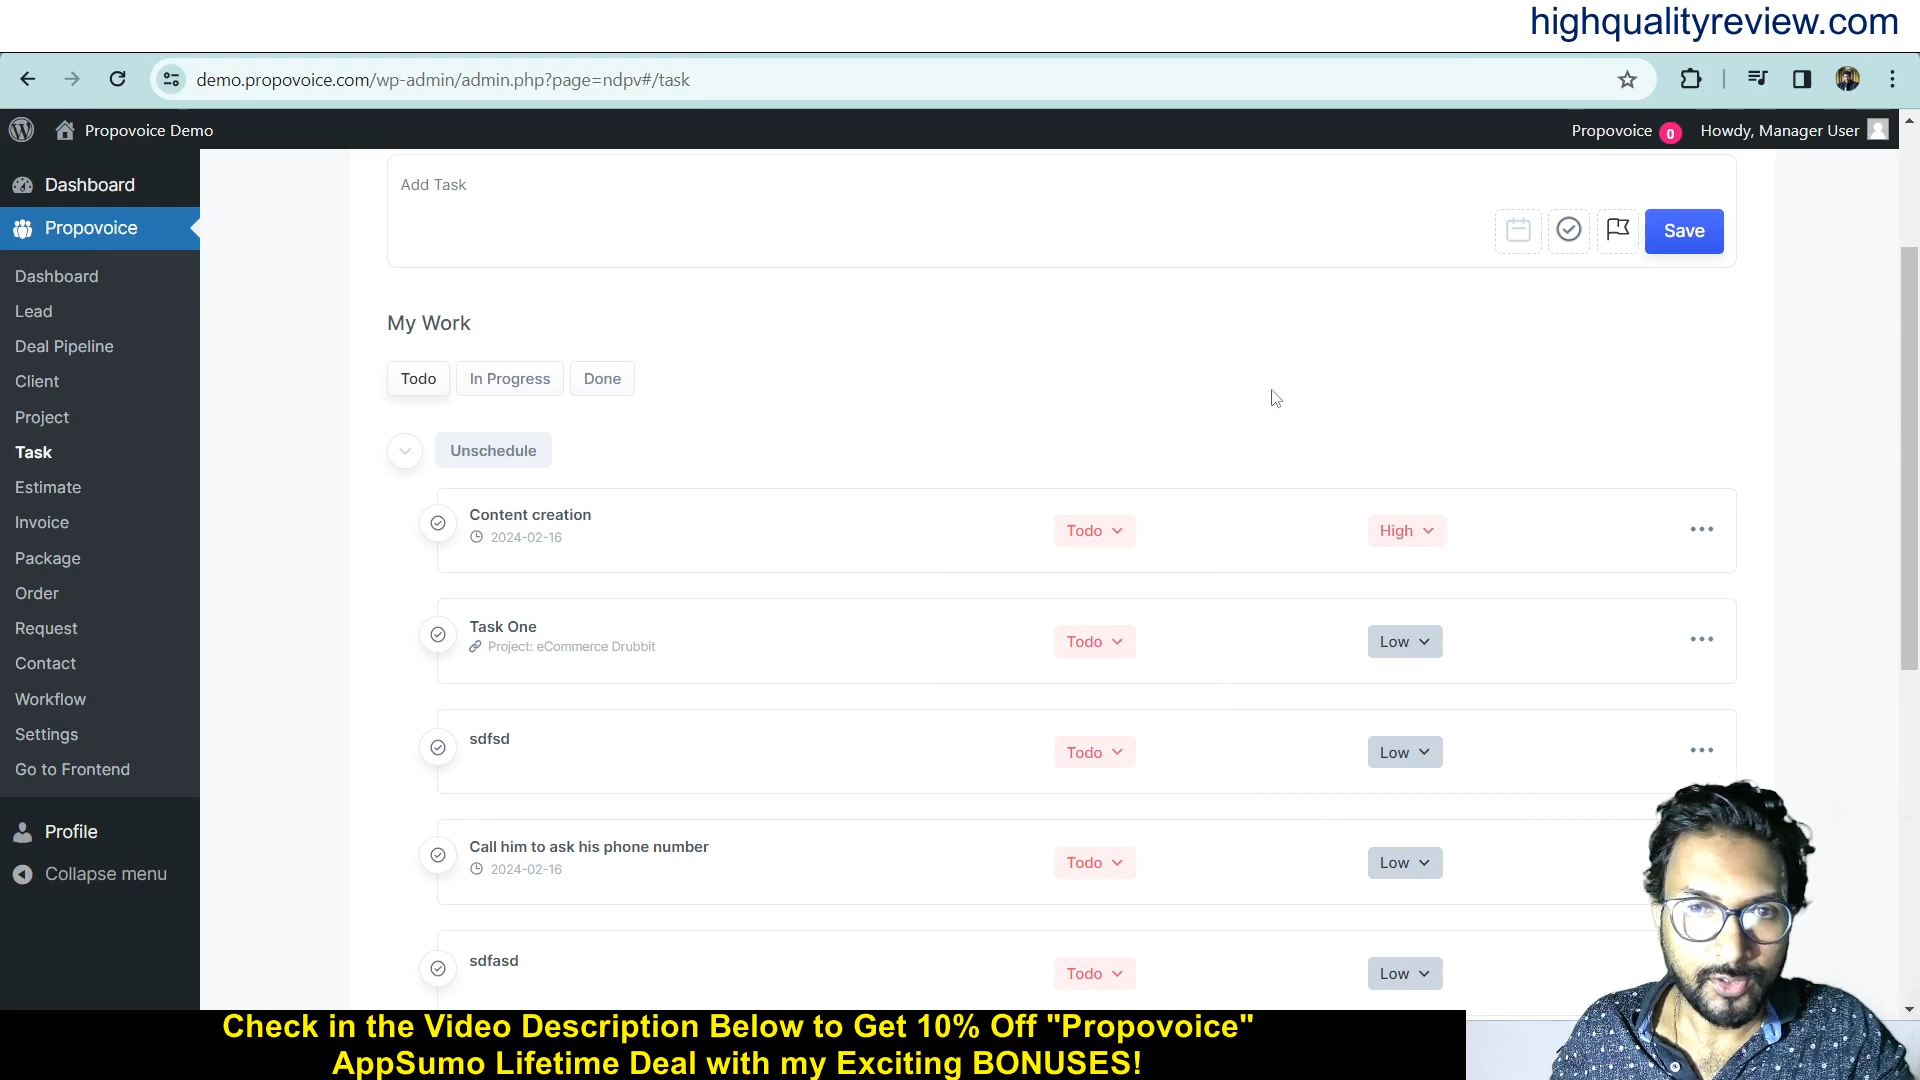 highqualityreview.com
demo.propovoice.com/wp-admin/admin.php?page=ndpv#/task
Propovoice Demo
Propovoice 0 Howdy, Manager User
Dashboard
Propovoice
Dashboard
Lead
Deal Pipeline
Client
Project
Task
Estimate
Invoice
Package
Order
Request
Contact
Workflow
Settings
Go to Frontend
Profile
Collapse menu
Add Task
Save
My Work
Todo In Progress Done
Unschedule
Content creation
2024-02-16
Todo High
Task One
Project: eCommerce Drubbit
Todo Low
sdfsd
Todo Low
Call him to ask his phone number
2024-02-16
Todo Low
sdfasd
Todo Low
Check in the Video Description Below to Get 10% Off "Propovoice"
AppSumo Lifetime Deal with my Exciting BONUSES!